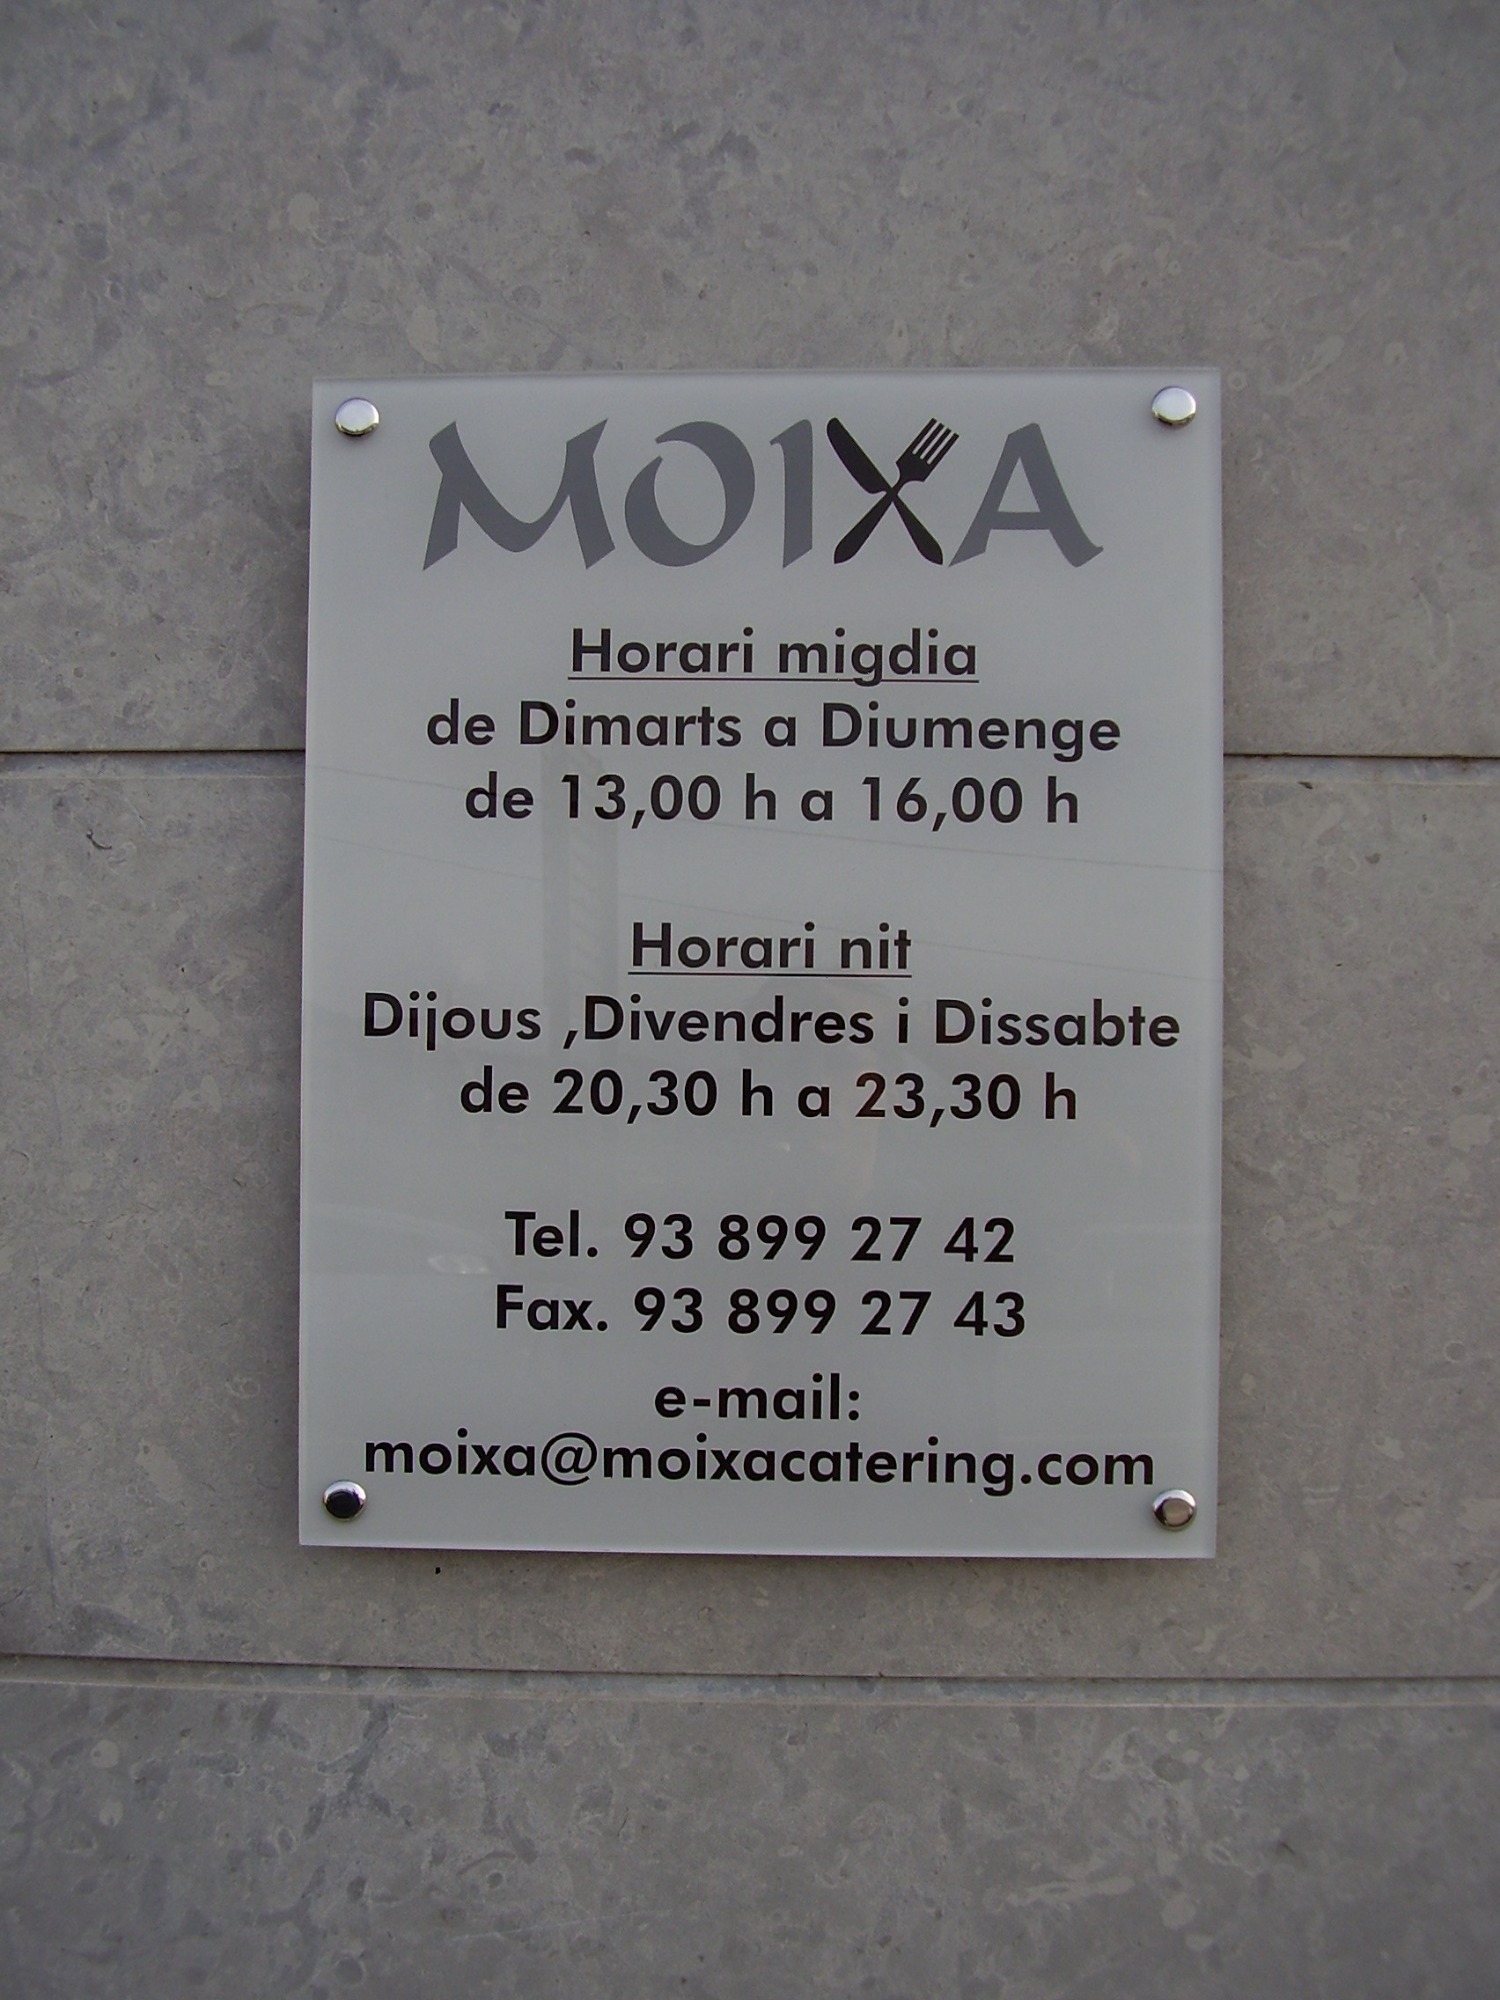 MOIXA
Horari migdia
de Dimarts a Diumenge
de 13,00 h a 16,00 h
Horari nit
Dijous ,Divendres i Dissabte
de 20,30 h a 23,30 h
Tel. 93 899 27 42
Fax. 93 899 27 43
e-mail:
moixa@moixacatering.com